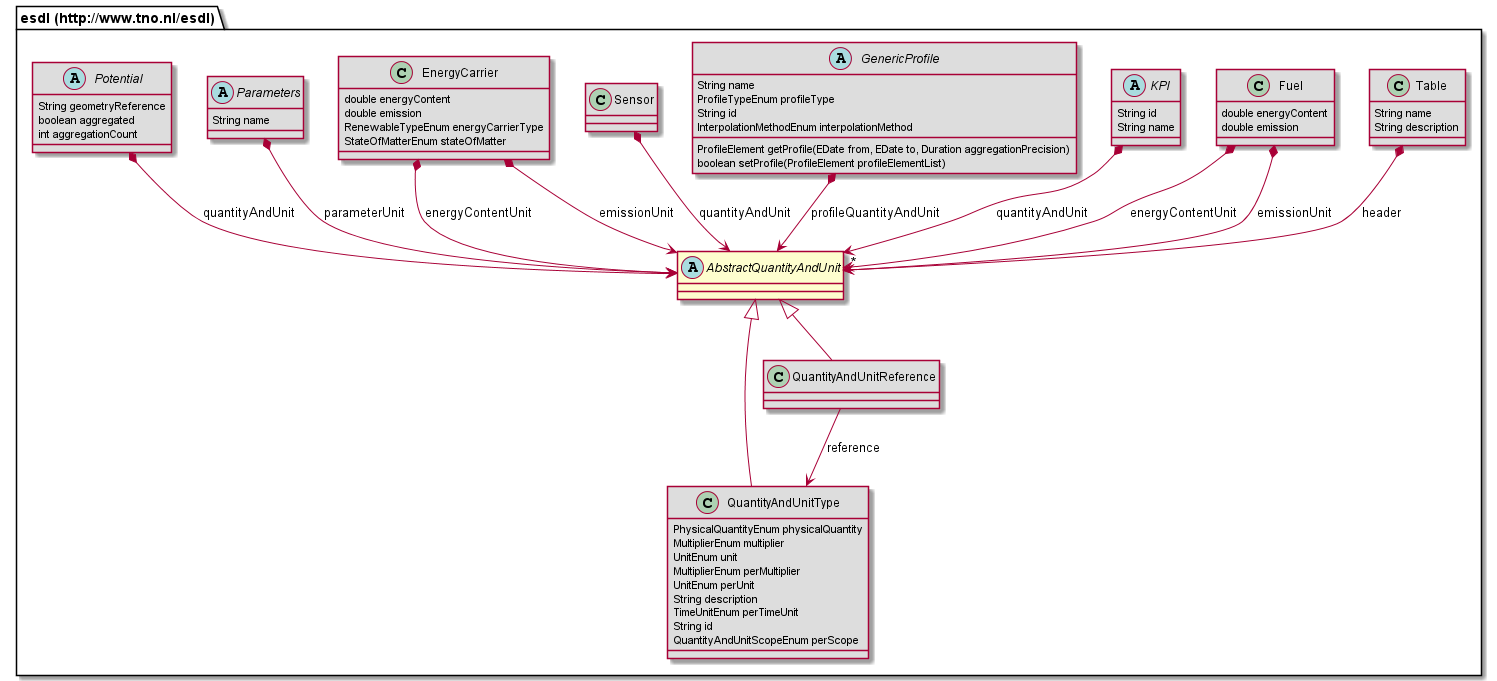 esdl (http://www.tno.nl/esdl)
A Potential
String geometryReference
boolean aggregated
int aggregationCount
A Parameters
String name
C EnergyCarrier
double energyContent
double emission
RenewableTypeEnum energyCarrierType
StateOfMatterEnum stateOfMatter
C Sensor
A GenericProfile
String name
ProfileTypeEnum profileType
String id
InterpolationMethodEnum interpolationMethod
ProfileElement getProfile(EDate from, EDate to, Duration aggregationPrecision)
boolean setProfile(ProfileElement profileElementList)
A KPI
String id
String name
C Fuel
double energyContent
double emission
C Table
String name
String description
quantityAndUnit
parameterUnit
energyContentUnit
emissionUnit
quantityAndUnit
profileQuantityAndUnit
quantityAndUnit
energyContentUnit
emissionUnit
header
*
A AbstractQuantityAndUnit
C QuantityAndUnitReference
reference
C QuantityAndUnitType
PhysicalQuantityEnum physicalQuantity
MultiplierEnum multiplier
UnitEnum unit
MultiplierEnum perMultiplier
UnitEnum perUnit
String description
TimeUnitEnum perTimeUnit
String id
QuantityAndUnitScopeEnum perScope